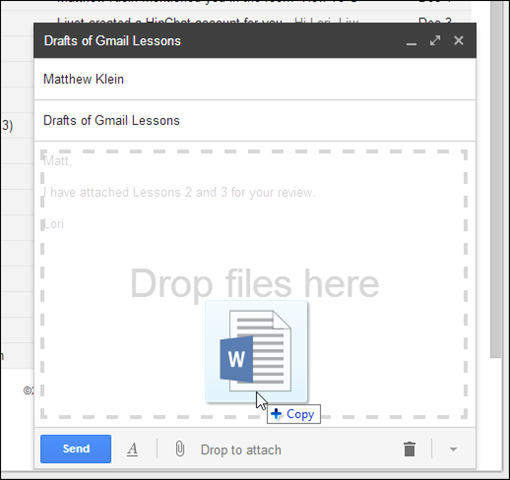 I just created a HipChat account for you
Hi Lori
Dec 3
Drafts of Gmail Lessons
Matthew Klein
3)
Drafts of Gmail Lessons
Matt,
I have attached Lessons 2 and 3 for your review.
Lori
Drop files here
W
Copy
Send A Drop to attach